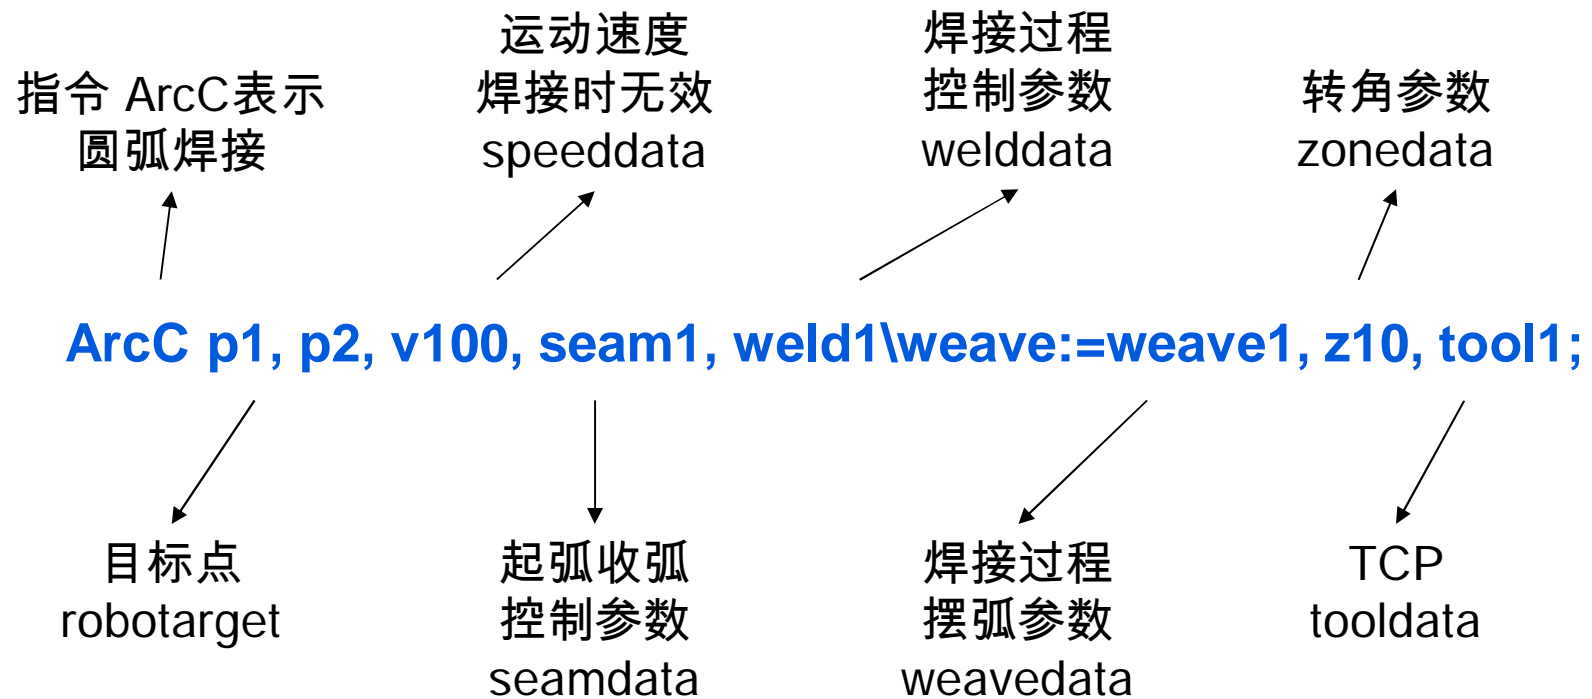 指令 ArcC表示
圆弧焊接
运动速度
焊接时无效
speeddata
焊接过程
控制参数
welddata
转角参数
zonedata
ArcC p1, p2, v100, seam1, weld1\weave:=weave1, z10, tool1;
目标点
robotarget
起弧收弧
控制参数
seamdata
焊接过程
摆弧参数
weavedata
TCP
tooldata